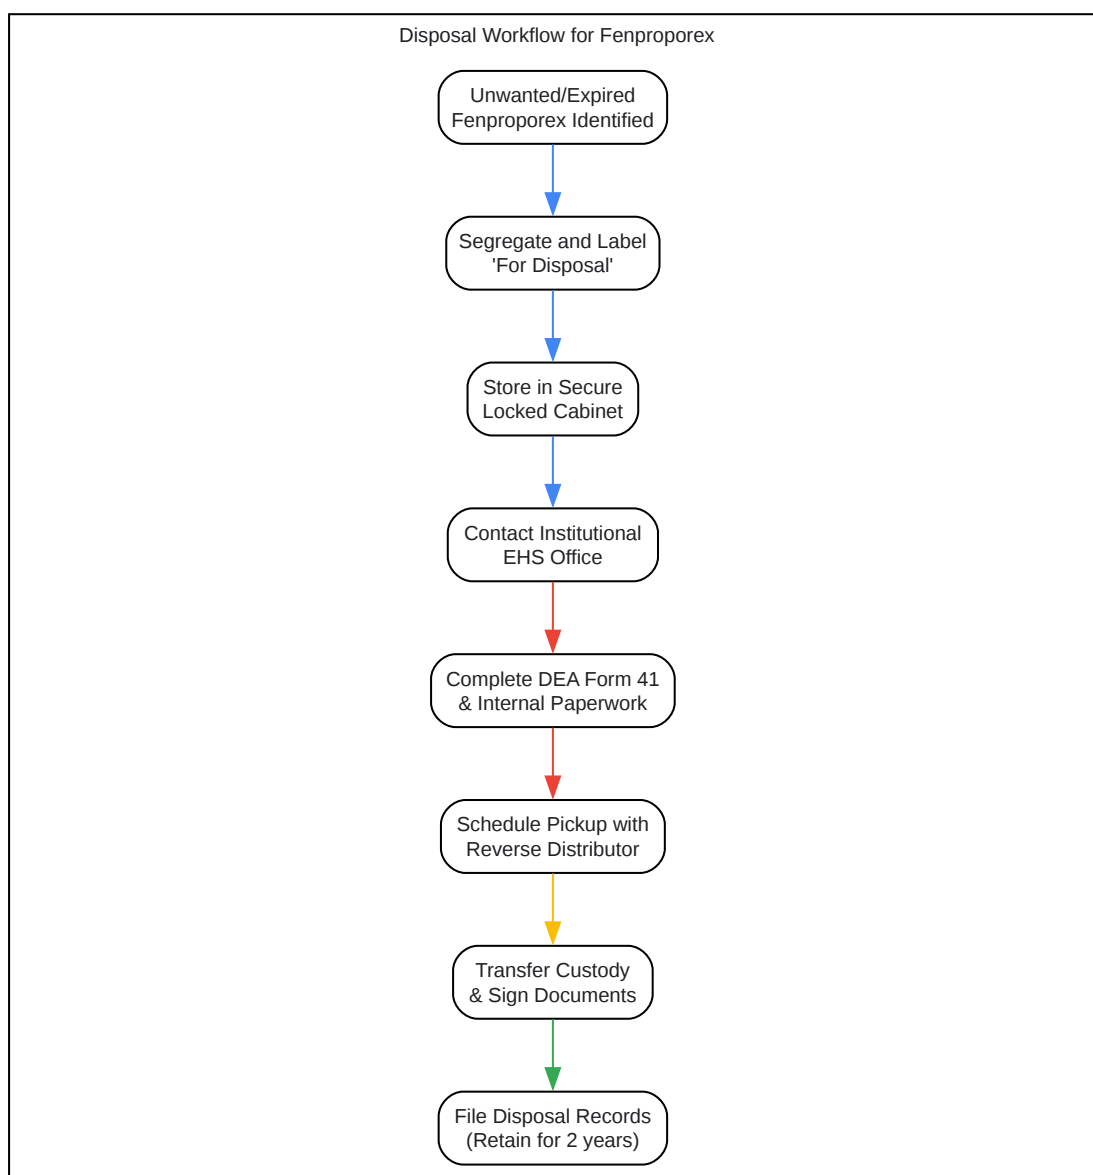 Disposal Workflow for Fenproporex
Unwanted/Expired
Fenproporex Identified
Segregate and Label
'For Disposal'
Store in Secure
Locked Cabinet
Contact Institutional
EHS Office
Complete DEA Form 41
& Internal Paperwork
Schedule Pickup with
Reverse Distributor
Transfer Custody
& Sign Documents
File Disposal Records
(Retain for 2 years)